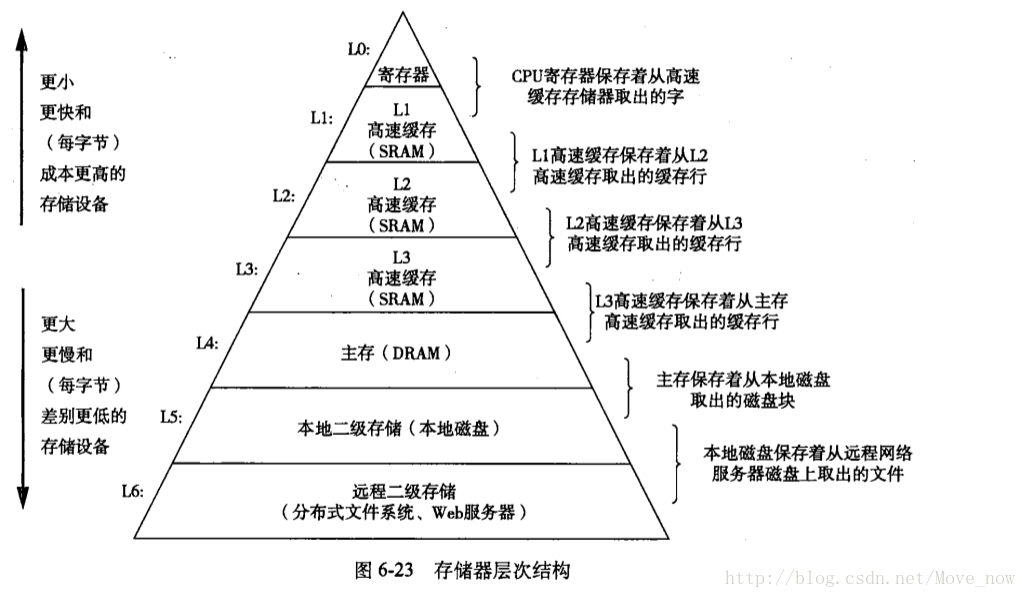 L0:
寄存器
CPU寄存器保存着从高速
缓存存储器取出的字
更小
更快和
（每字节）
成本更高的
存储设备
L1:
L1
高速缓存
（SRAM）
L1高速缓存保存着从L2
高速缓存取出的缓存行
L2:
L2
高速缓存
（SRAM）
L2高速缓存保存着从L3
高速缓存取出的缓存行
L3:
L3
高速缓存
（SRAM）
L3高速缓存保存着从主存
高速缓存取出的缓存行
更大
更慢和
（每字节）
差别更低的
存储设备
L4:
主存（DRAM）
主存保存着从本地磁盘
取出的磁盘块
L5:
本地二级存储（本地磁盘）
本地磁盘保存着从远程网络
服务器磁盘上取出的文件
L6:
远程二级存储
（分布式文件系统、Web服务器）
图 6-23 存储器层次结构
http://blog.csdn.net/Move_now